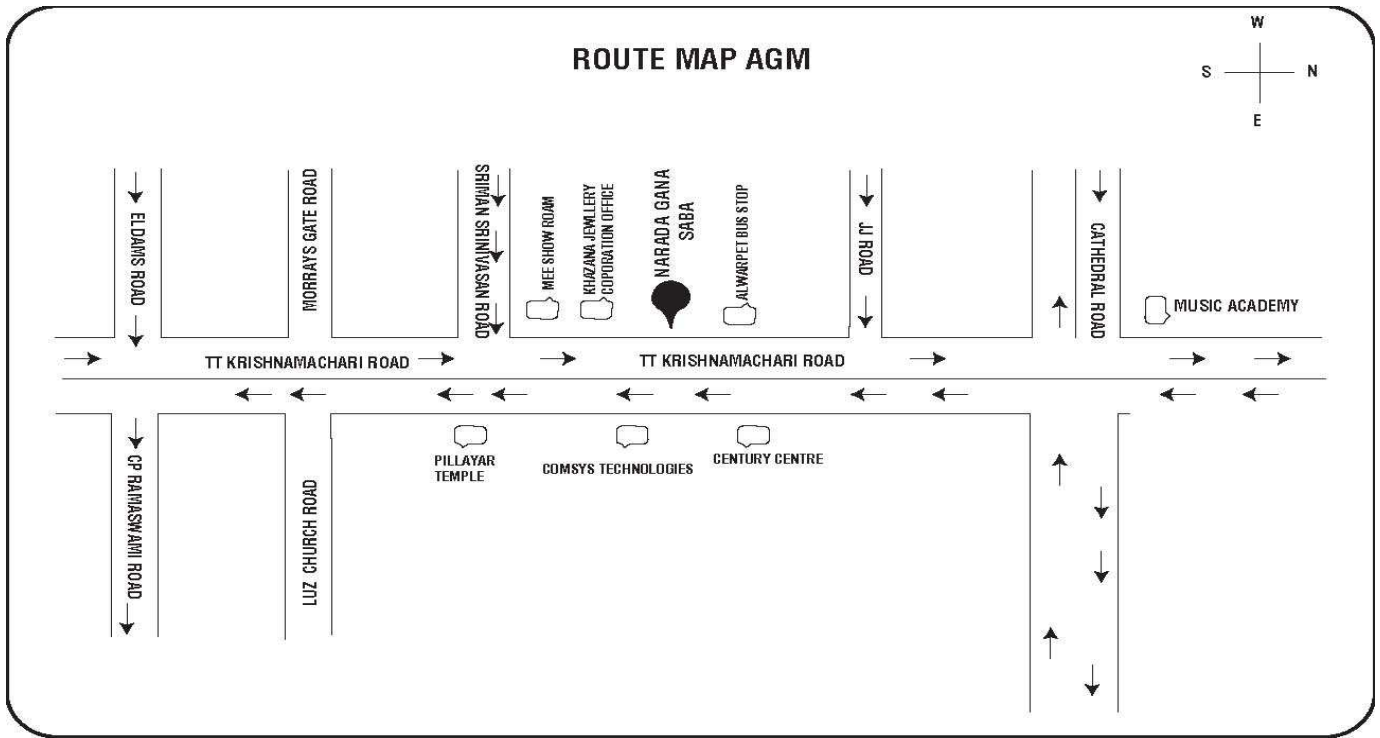 ROUTE MAP AGM
W
S
N
E
ELDAMS ROAD
MORRAYS GATE ROAD
SRIMAN SRINIVASAN ROAD
MEE SHOW ROAM
KHAZANA JEWLLERY
COPORATION OFFICE
NARADA GANA
SABA
ALWARPET BUS STOP
JJ ROAD
CATHEDRAL ROAD
MUSIC ACADEMY
TT KRISHNAMACHARI ROAD
TT KRISHNAMACHARI ROAD
CP RAMASWAMI ROAD
LUZ CHURCH ROAD
PILLAYAR
TEMPLE
COMSYS TECHNOLOGIES
CENTURY CENTRE